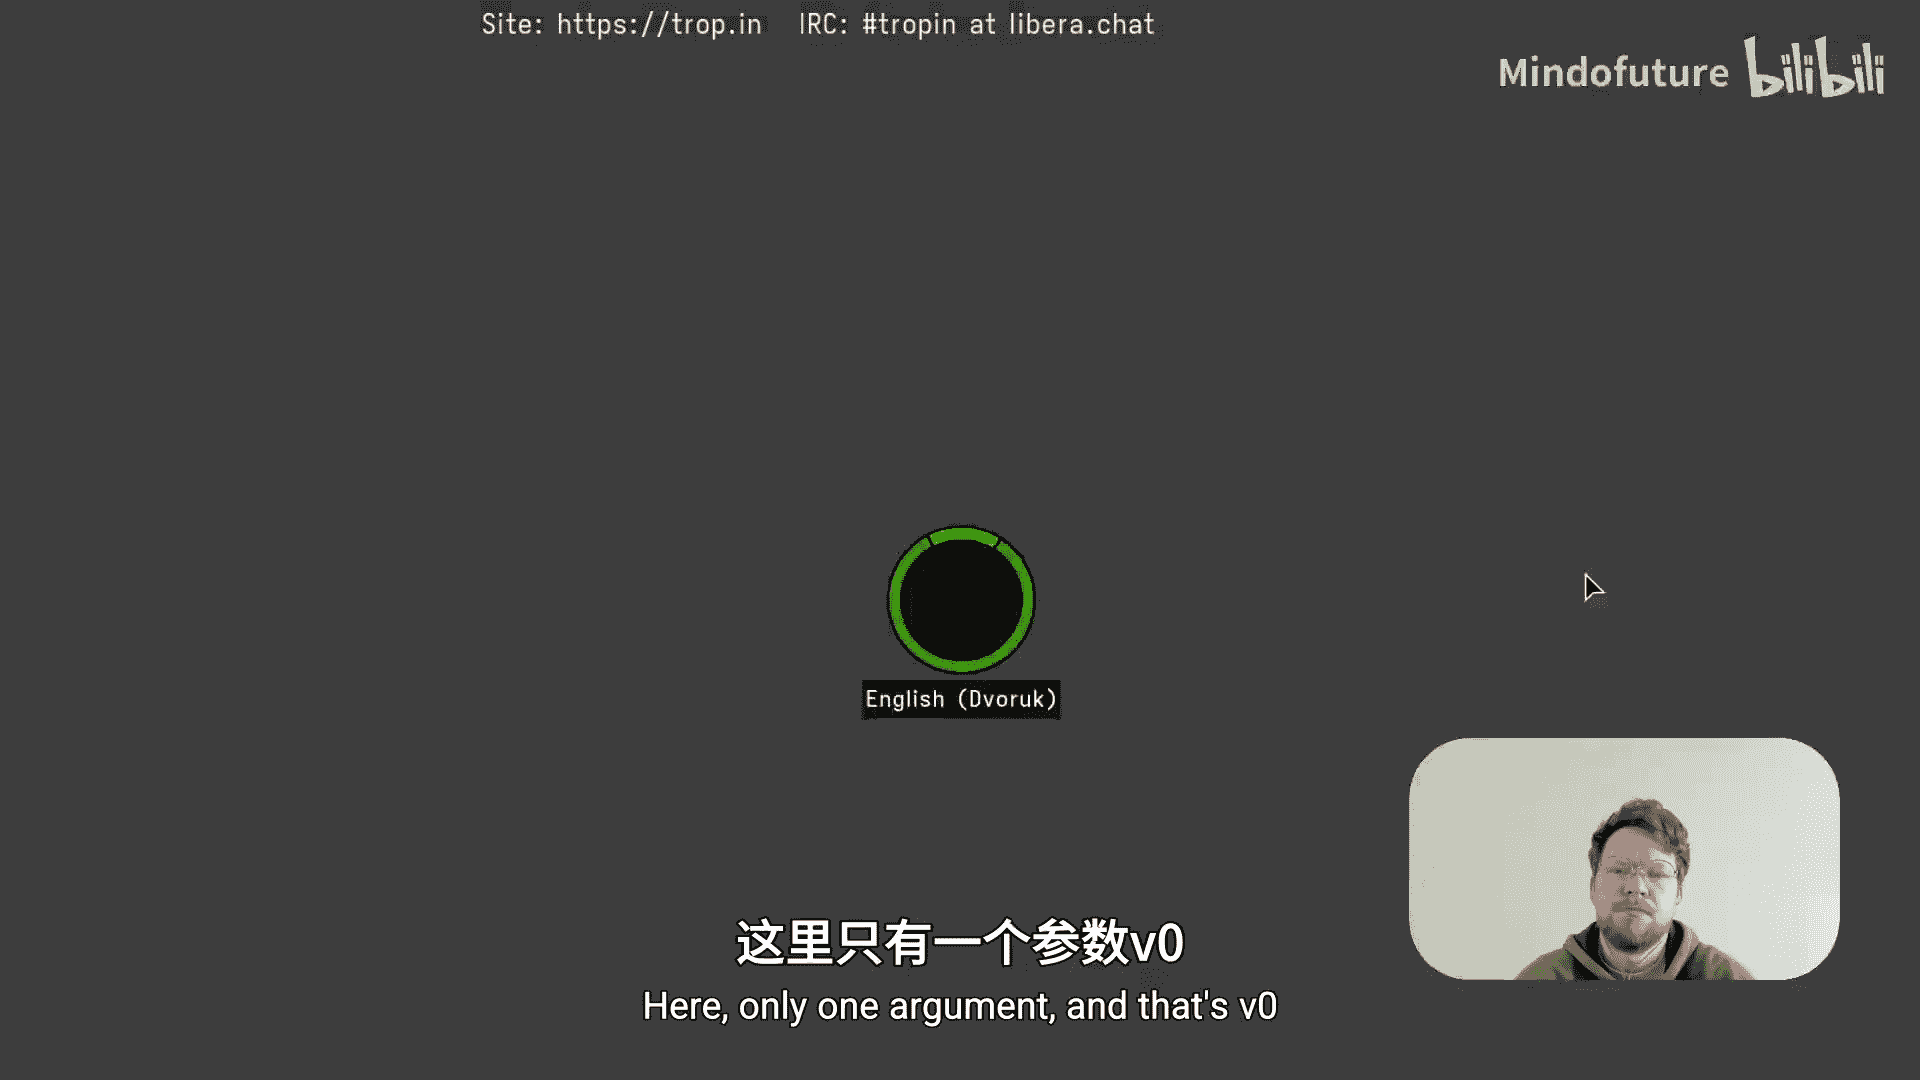 Site: https://trop.in IRC: #tropin at libera.chat
Mindofuture bilibili
English (Dvoruk)
这里只有一个参数v0
Here, only one argument, and that's v0